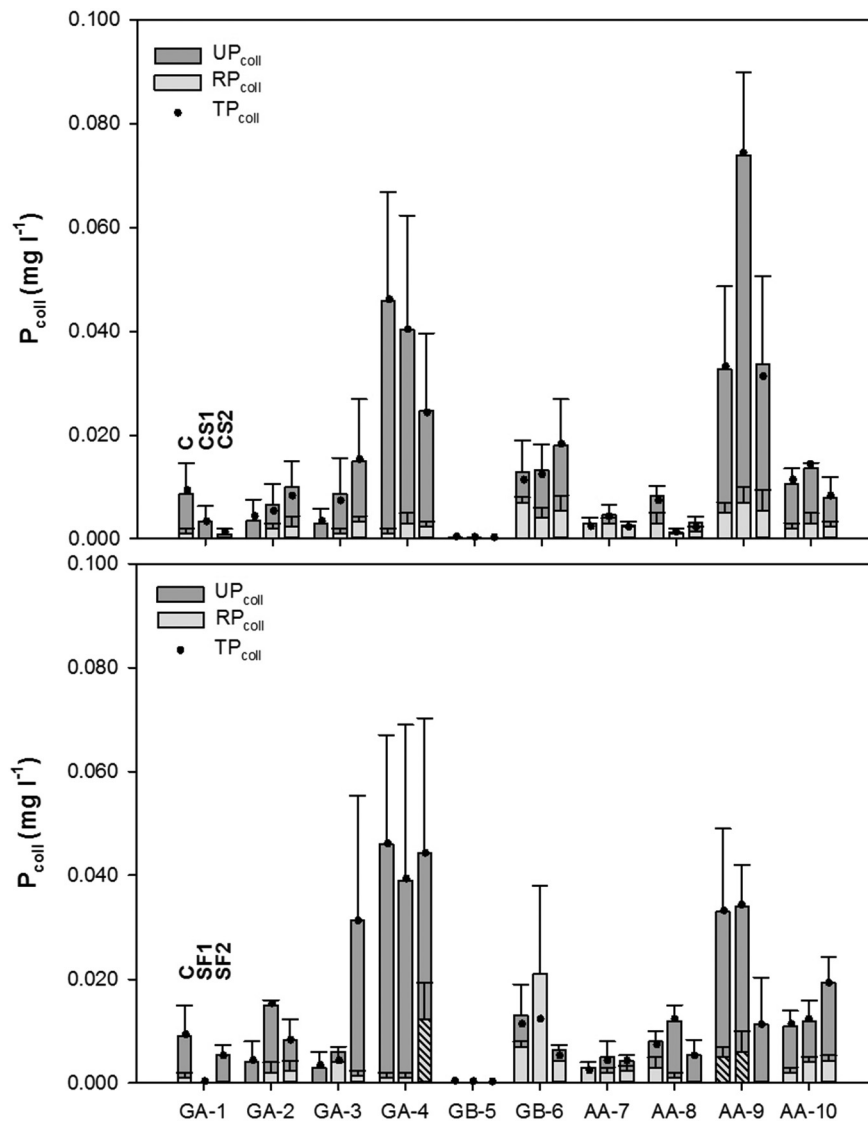 0.100
UPcoll
RPcoll
TPcoll
0.080
0.060
Pcoll (mg l-1)
0.040
0.020
C
CS1
CS2
0.000
0.100
UPcoll
RPcoll
TPcoll
0.080
0.060
Pcoll (mg l-1)
0.040
0.020
C
SF1
SF2
0.000
GA-1 GA-2 GA-3 GA-4 GB-5 GB-6 AA-7 AA-8 AA-9 AA-10